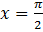 x = π/2